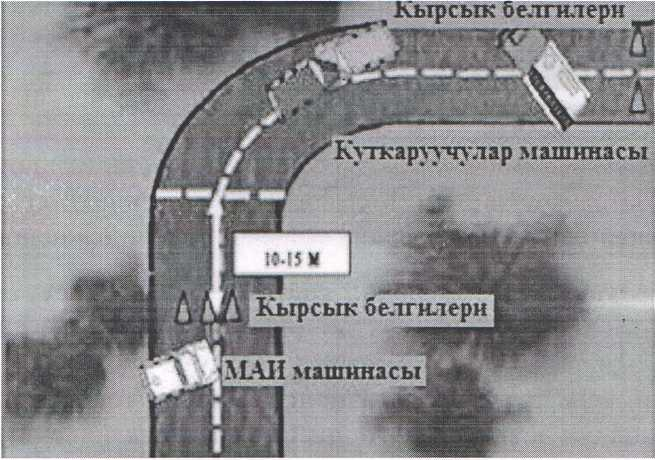 Кырсык белгилери
Куткаруучулар машинасы
10-15 М
Кырсык белгилери
МАИ машинасы